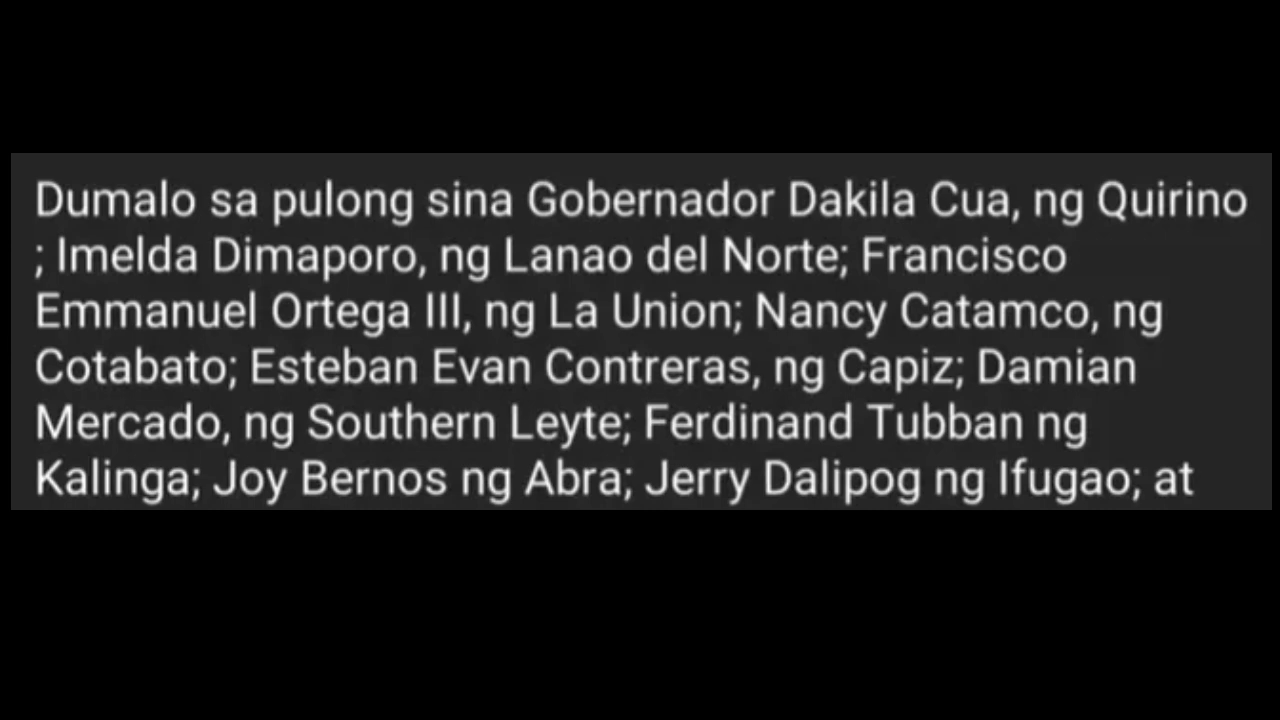 Dumalo sa pulong sina Gobernador Dakila Cua, ng Quirino
; Imelda Dimaporo, ng Lanao del Norte; Francisco
Emmanuel Ortega III, ng La Union; Nancy Catamco, ng
Cotabato; Esteban Evan Contreras, ng Capiz; Damian
Mercado, ng Southern Leyte; Ferdinand Tubban ng
Kalinga; Joy Bernos ng Abra; Jerry Dalipog ng Ifugao; at